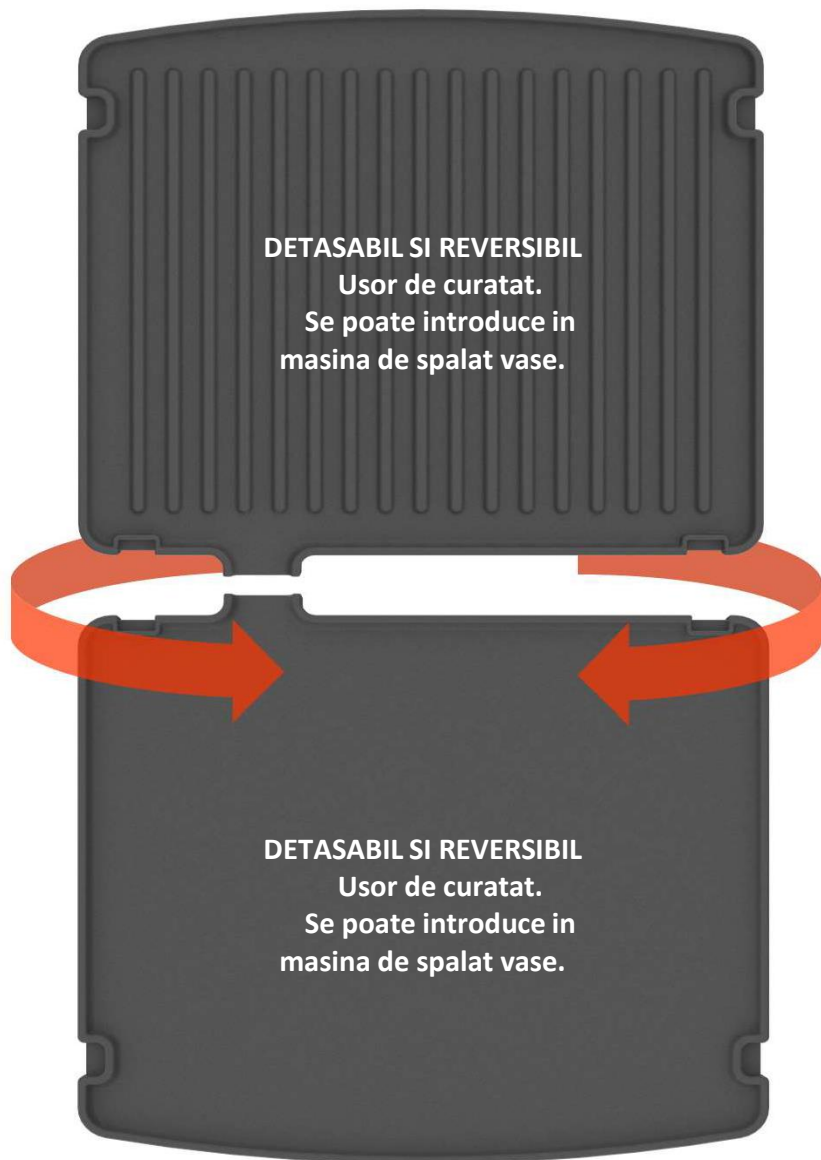 DETASABIL SI REVERSIBIL
Usor de curatat.
Se poate introduce in
masina de spalat vase.
DETASABIL SI REVERSIBIL
Usor de curatat.
Se poate introduce in
masina de spalat vase.